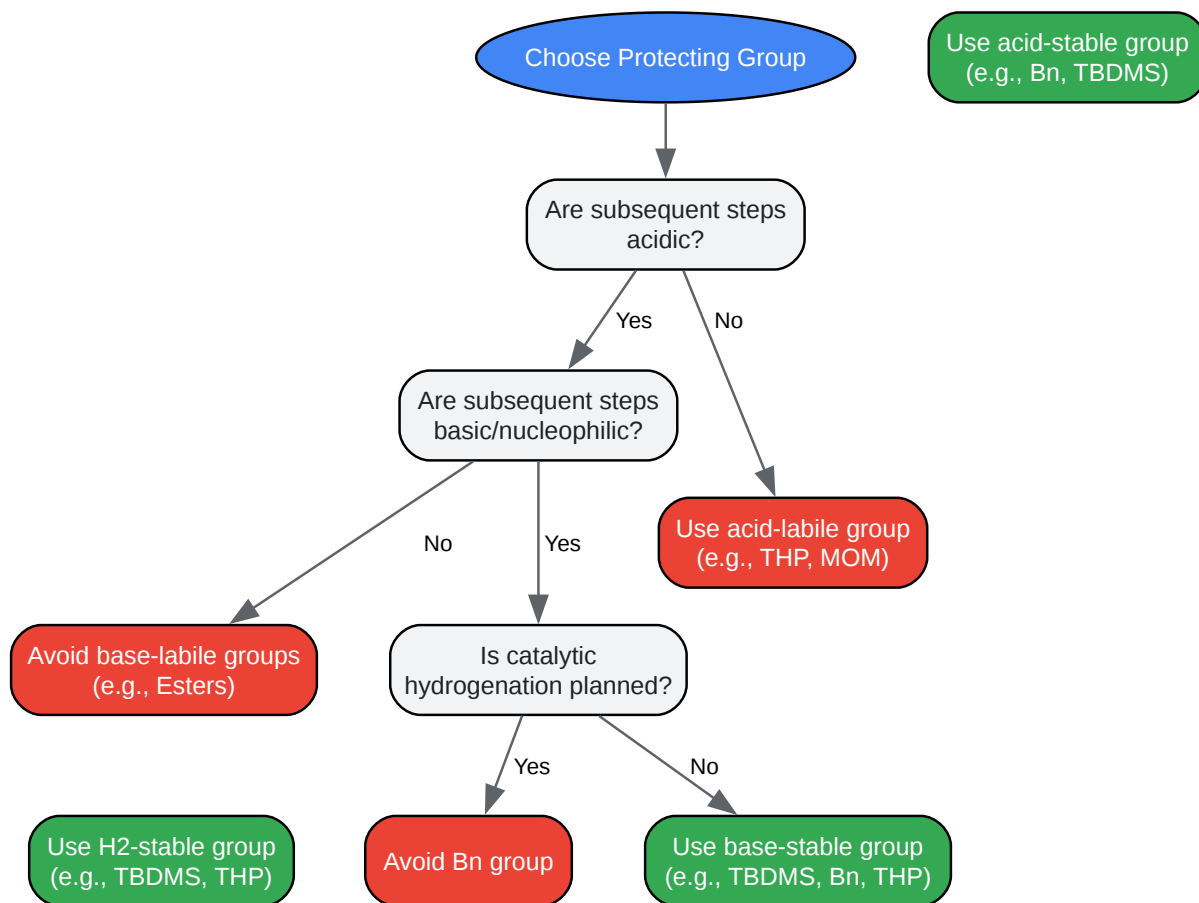 Choose Protecting Group
Use acid-stable group
(e.g., Bn, TBDMS)
Are subsequent steps
acidic?
Yes
No
Are subsequent steps
basic/nucleophilic?
Use acid-labile group
(e.g., THP, MOM)
No
Yes
Avoid base-labile groups
(e.g., Esters)
Is catalytic
hydrogenation planned?
Yes
No
Use H2-stable group
(e.g., TBDMS, THP)
Avoid Bn group
Use base-stable group
(e.g., TBDMS, Bn, THP)